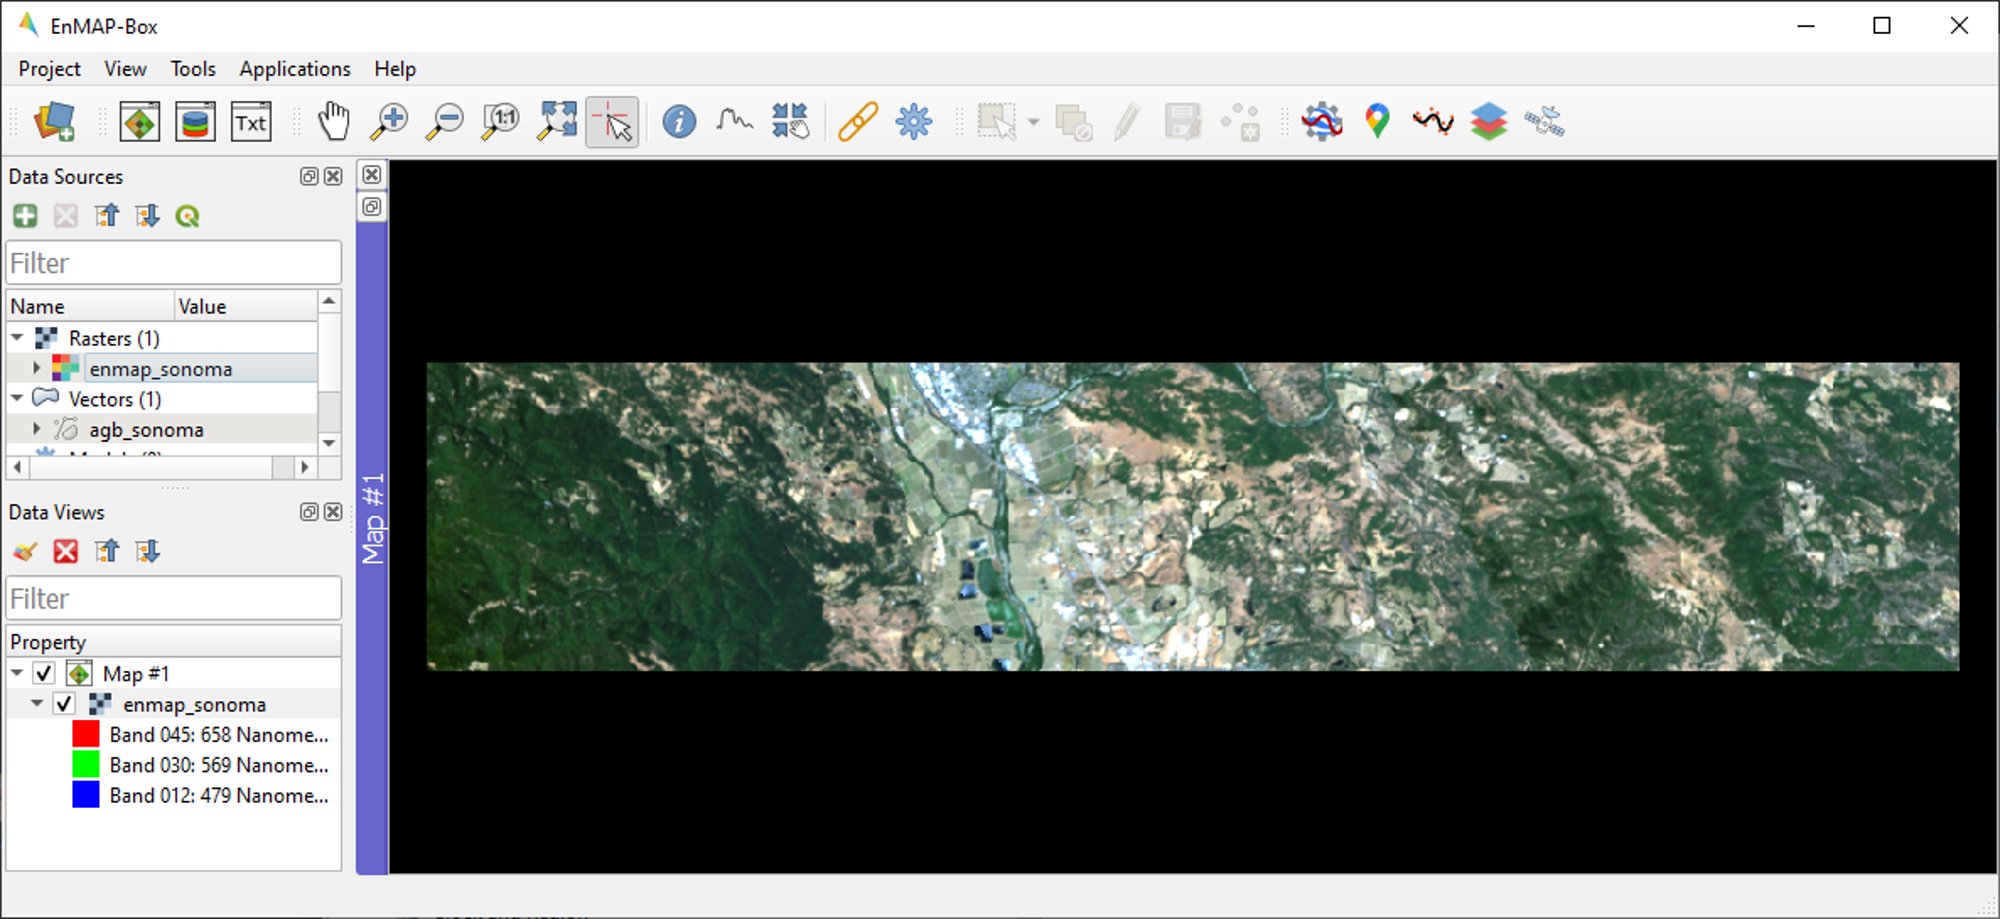 EnMAP-Box
Project View Tools Applications Help
Txt 1:1
Data Sources
Filter
Name Value
Rasters (1)
enmap_sonoma
Vectors (1)
agb_sonoma
Data Views
Filter
Property
Map #1
enmap_sonoma
Band 045: 658 Nanome...
Band 030: 569 Nanome...
Band 012: 479 Nanome...
Map #1